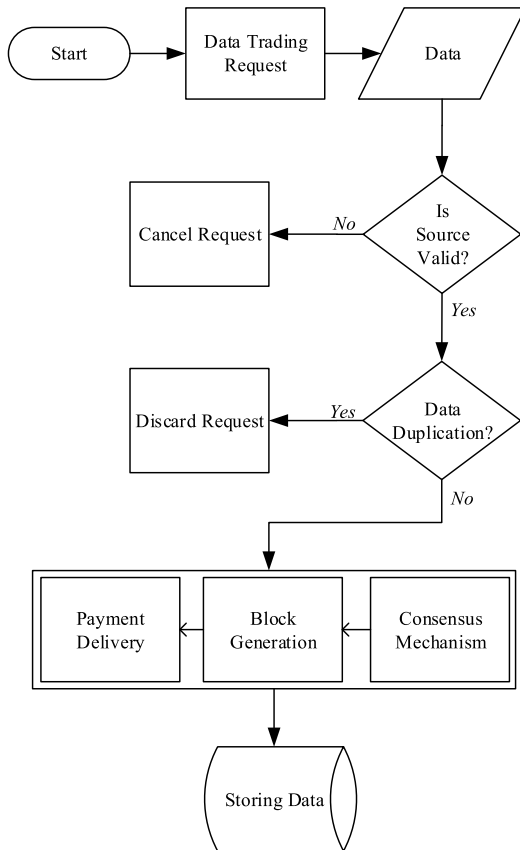 Start
Data Trading
Request
Data
Is
Source
Valid?
No
Cancel Request
Yes
Data
Duplication?
Yes
Discard Request
No
Payment
Delivery
Block
Generation
Consensus
Mechanism
Storing Data